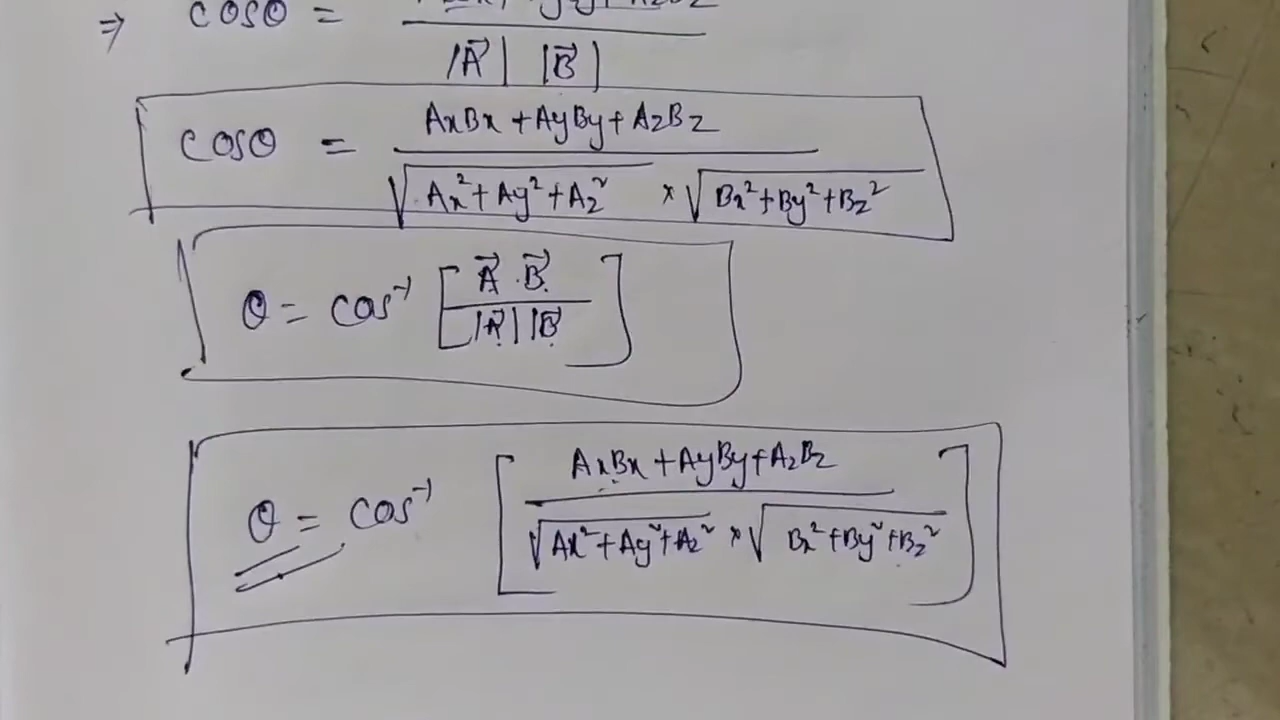 ⇒ cosθ =
|A⃗| |B⃗|
cosθ = AxBx + AyBy + AzBz
√Ax²+Ay²+Az² × √Bx²+By²+Bz²
θ = cos⁻¹ [ A⃗ . B⃗
|A⃗| |B⃗| ]
θ = cos⁻¹ [ AxBx + AyBy + AzBz
√Ax²+Ay²+Az² × √Bx²+By²+Bz² ]